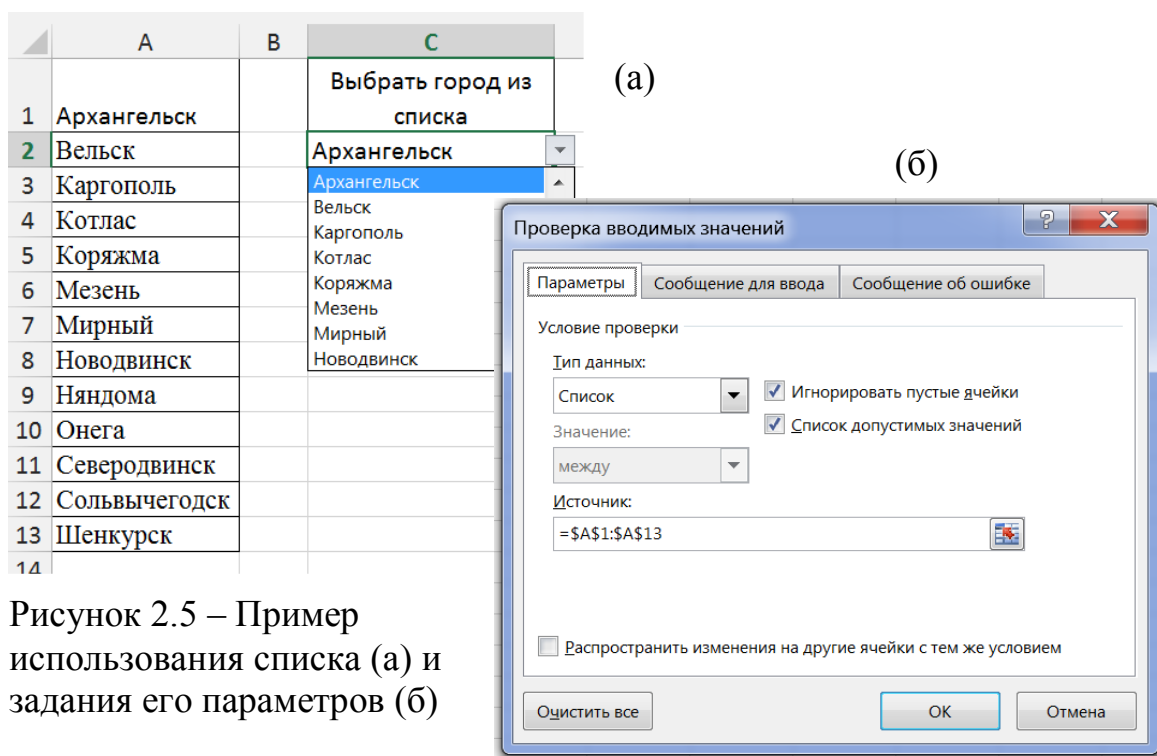 A B C
Выбрать город из
(а)
1 Архангельск списка
2 Вельск Архангельск
(б)
3 Каргополь Архангельск
Вельск
4 Котлас Каргополь
5 Коряжма Котлас
6 Мезень Коряжма
Мезень
7 Мирный Мирный
8 Новодвинск Новодвинск
9 Няндома
10 Онега
11 Северодвинск
12 Сольвычегодск
13 Шенкурск
14
Проверка вводимых значений
Параметры Сообщение для ввода Сообщение об ошибке
Условие проверки
Тип данных:
Список Игнорировать пустые ячейки
Значение: Список допустимых значений
между
Источник:
=$A$1:$A$13
Распространить изменения на другие ячейки с тем же условием
Очистить все ОК Отмена
Рисунок 2.5 – Пример
использования списка (а) и
задания его параметров (б)